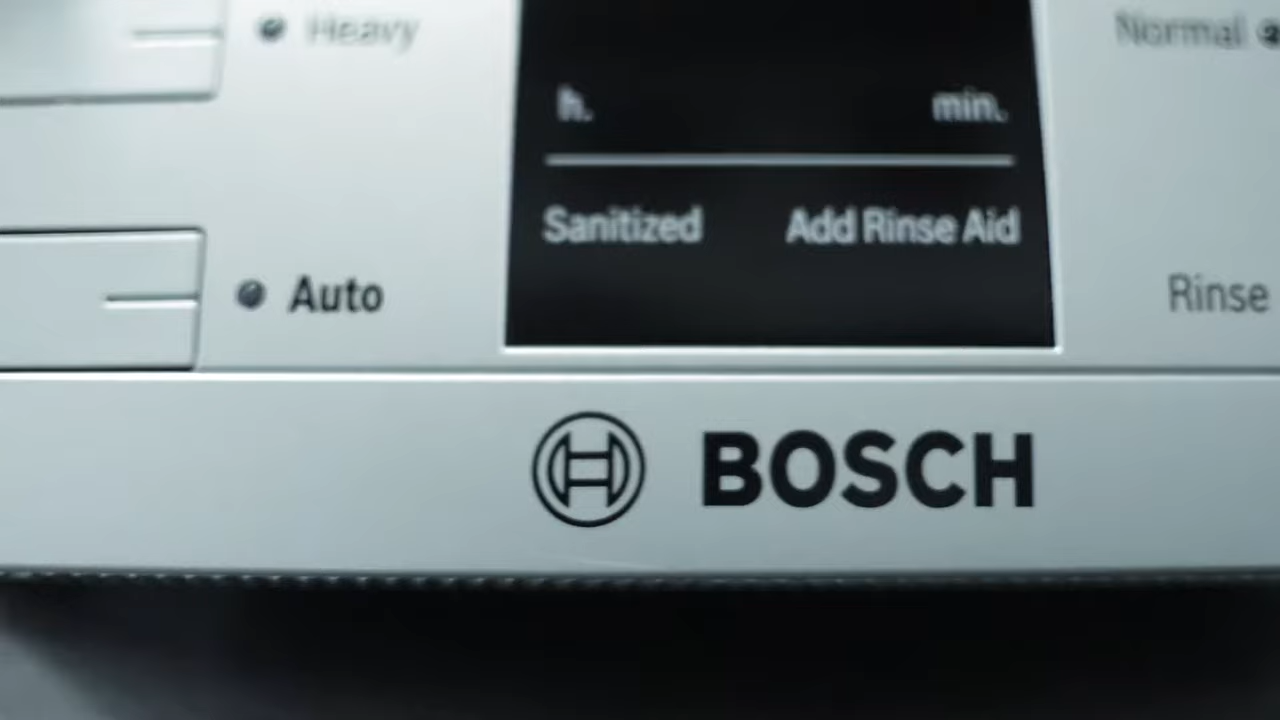 Heavy
Normal
h. min.
Sanitized Add Rinse Aid
Auto
Rinse
BOSCH